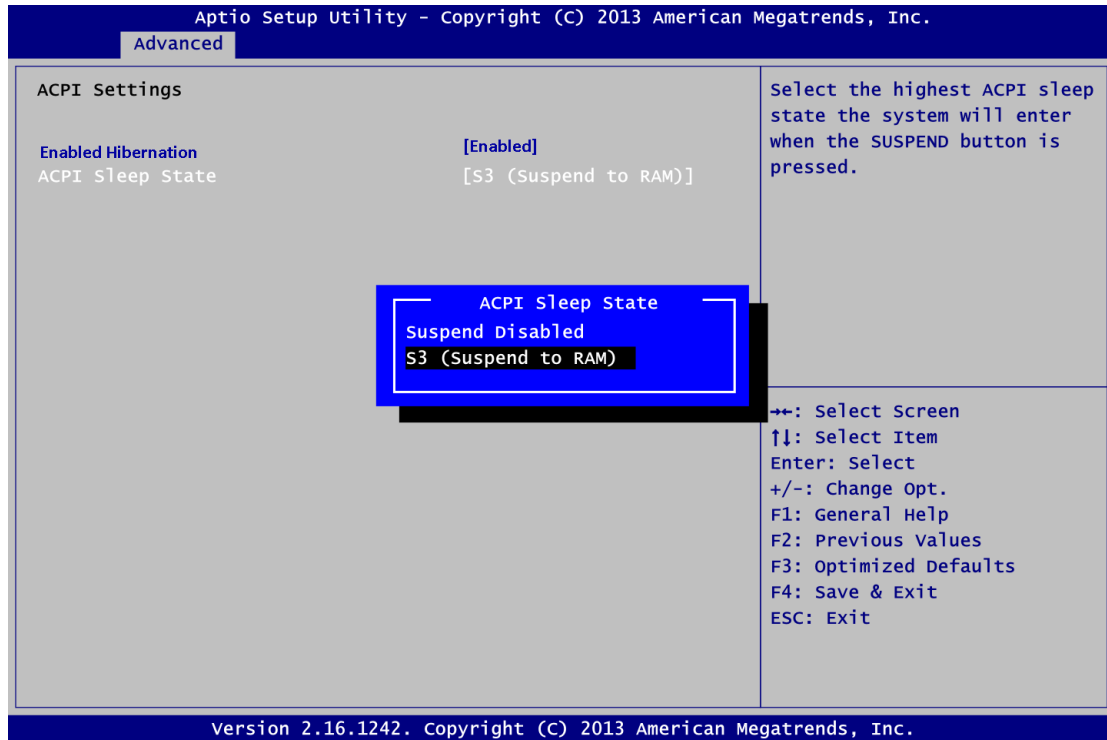 Aptio Setup Utility - Copyright (C) 2013 American Megatrends, Inc.
Advanced
ACPI Settings
Enabled Hibernation [Enabled]
ACPI Sleep State [S3 (Suspend to RAM)]
ACPI Sleep State
Suspend Disabled
S3 (Suspend to RAM)
Select the highest ACPI sleep
state the system will enter
when the SUSPEND button is
pressed.
→←: Select Screen
↑↓: Select Item
Enter: Select
+/-: Change Opt.
F1: General Help
F2: Previous Values
F3: Optimized Defaults
F4: Save & Exit
ESC: Exit
Version 2.16.1242. Copyright (C) 2013 American Megatrends, Inc.